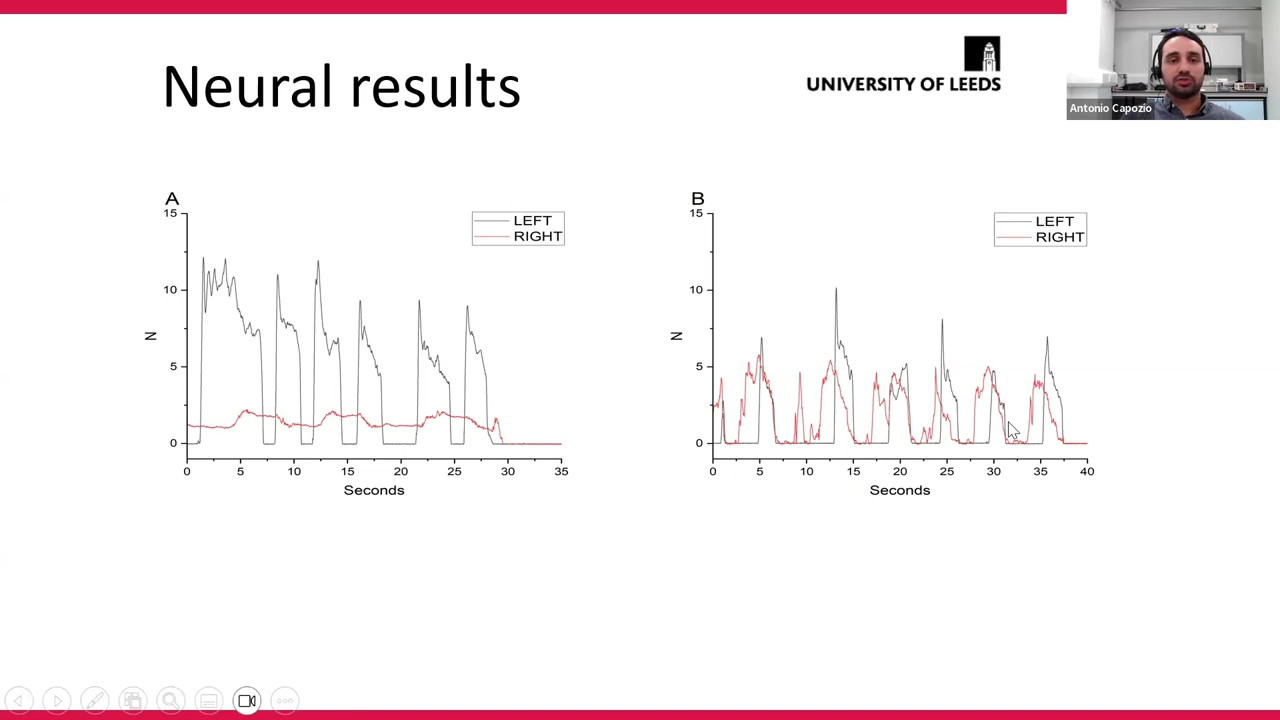 Neural results
UNIVERSITY OF LEEDS
Antonio Capozio
A
15
10
5
0
N
LEFT
RIGHT
0 5 10 15 20 25 30 35
Seconds
B
15
10
5
0
N
LEFT
RIGHT
0 5 10 15 20 25 30 35 40
Seconds